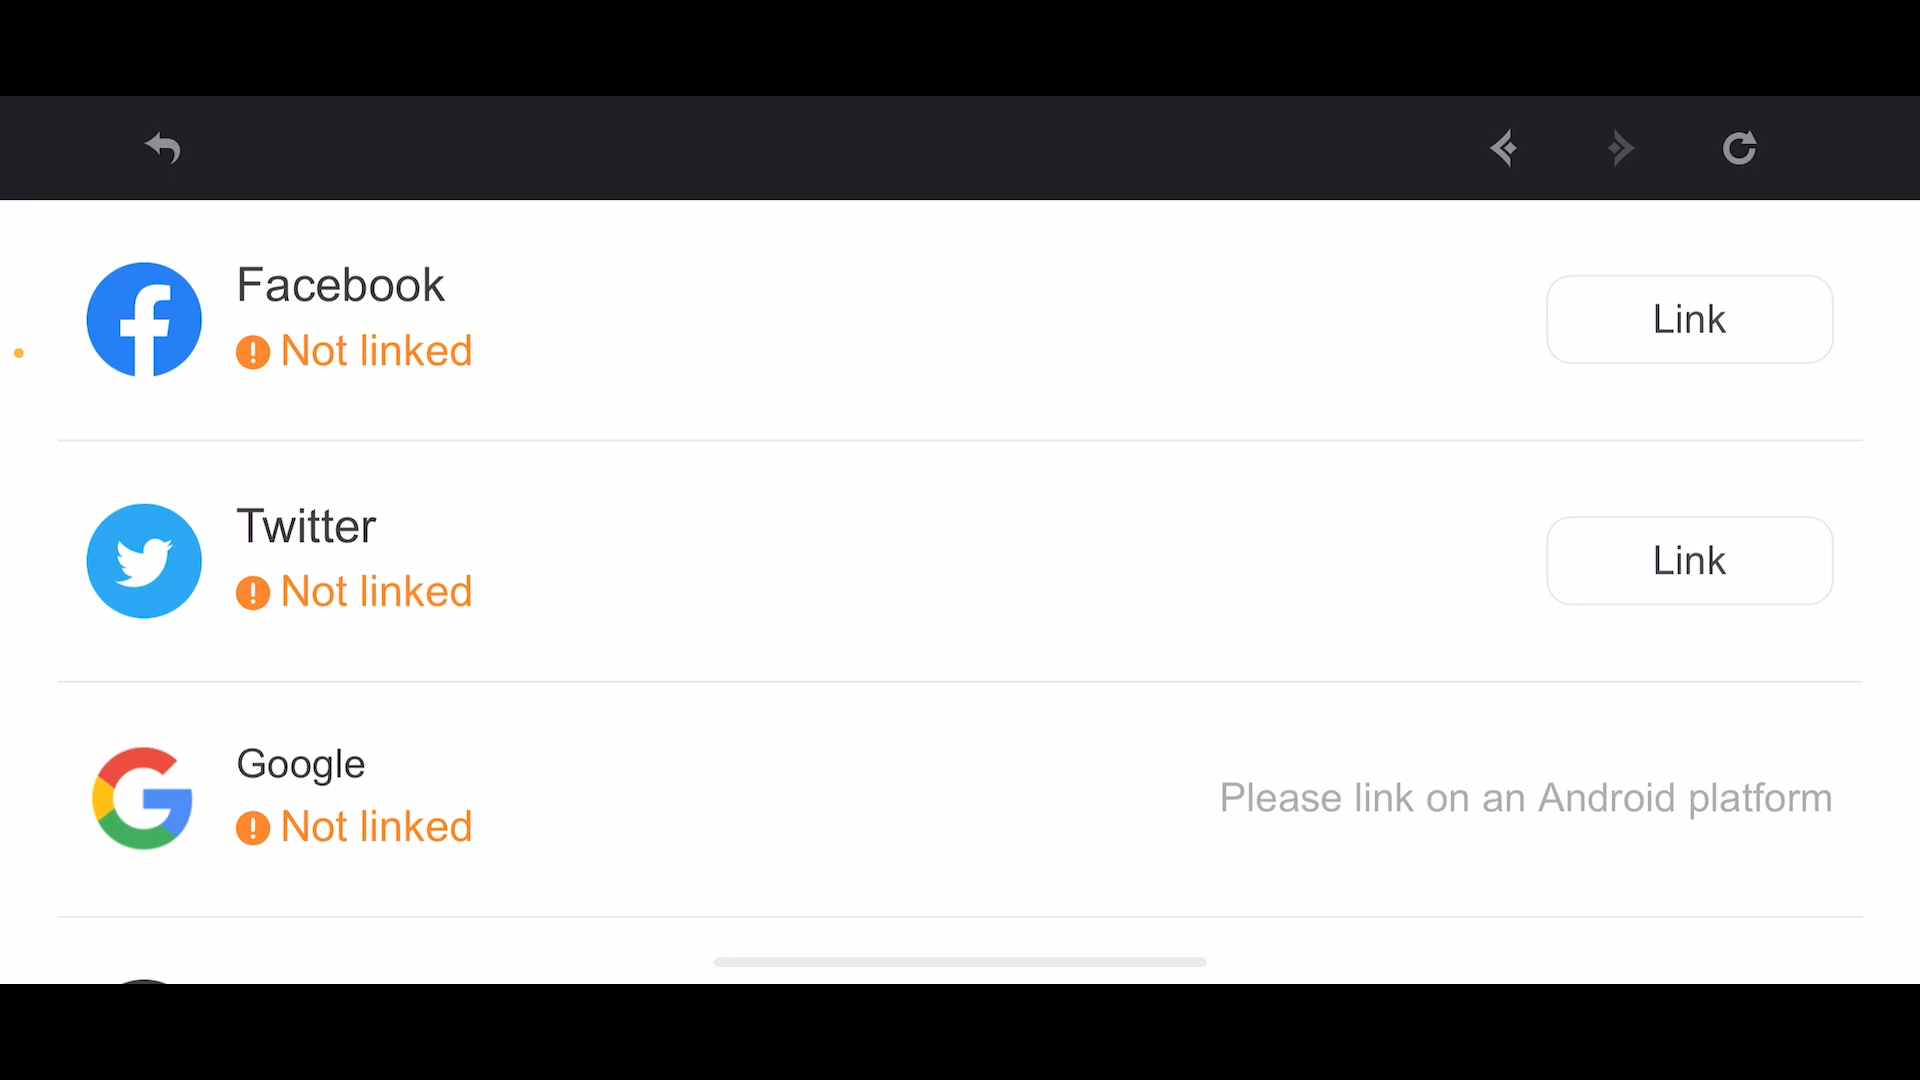 Facebook
Not linked
Link
Twitter
Not linked
Link
Google
Not linked
Please link on an Android platform